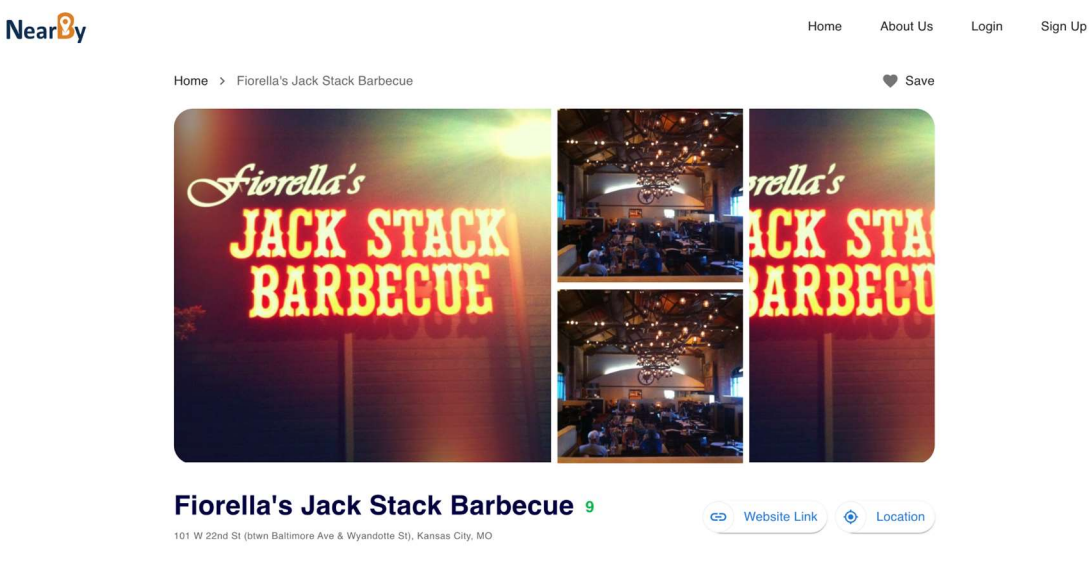 NearBy
Home About Us Login Sign Up
Home > Fiorella's Jack Stack Barbecue
Save
Fiorella's
JACK STACK
BARBECUE
orella's
ACK STA
BARBECU
Fiorella's Jack Stack Barbecue 9
Website Link
Location
101 W 22nd St (btwn Baltimore Ave & Wyandotte St), Kansas City, MO